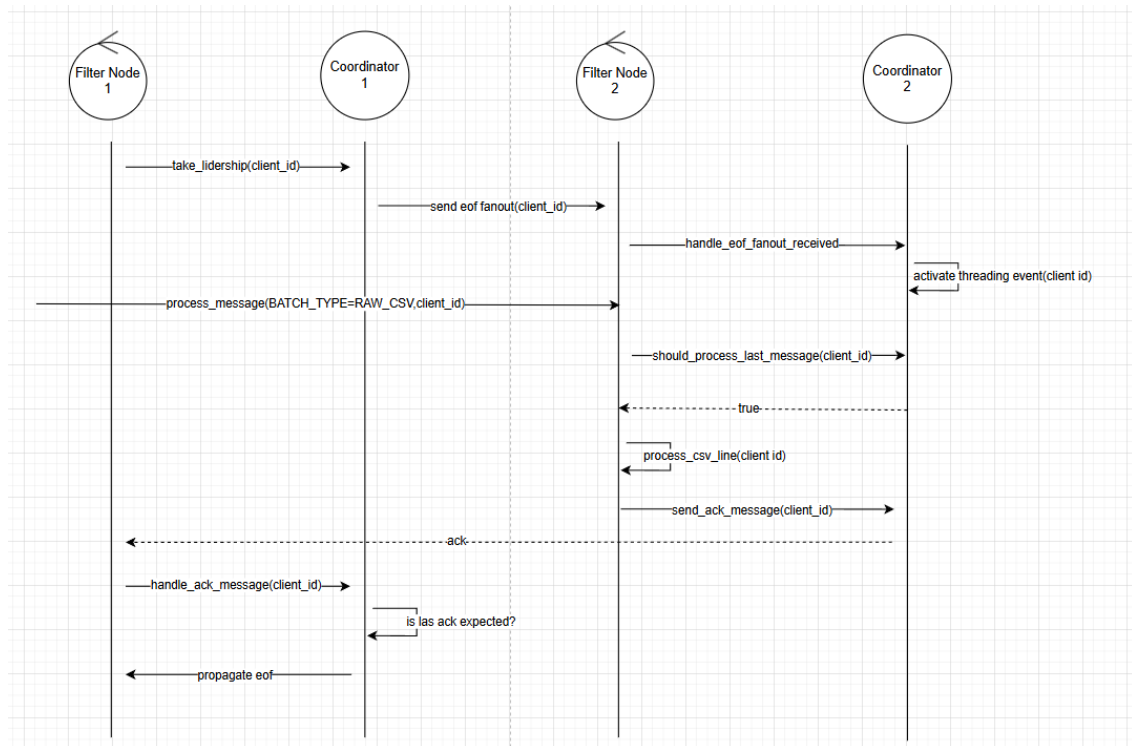 Filter Node
1
Coordinator
1
Filter Node
2
Coordinator
2
take_lidership(client_id)
send eof fanout(client_id)
handle_eof_fanout_received
activate threading event(client id)
process_message(BATCH_TYPE=RAW_CSV,client_id)
should_process_last_message(client_id)
true
process_csv_line(client id)
send_ack_message(client_id)
ack
handle_ack_message(client_id)
is las ack expected?
propagate eof